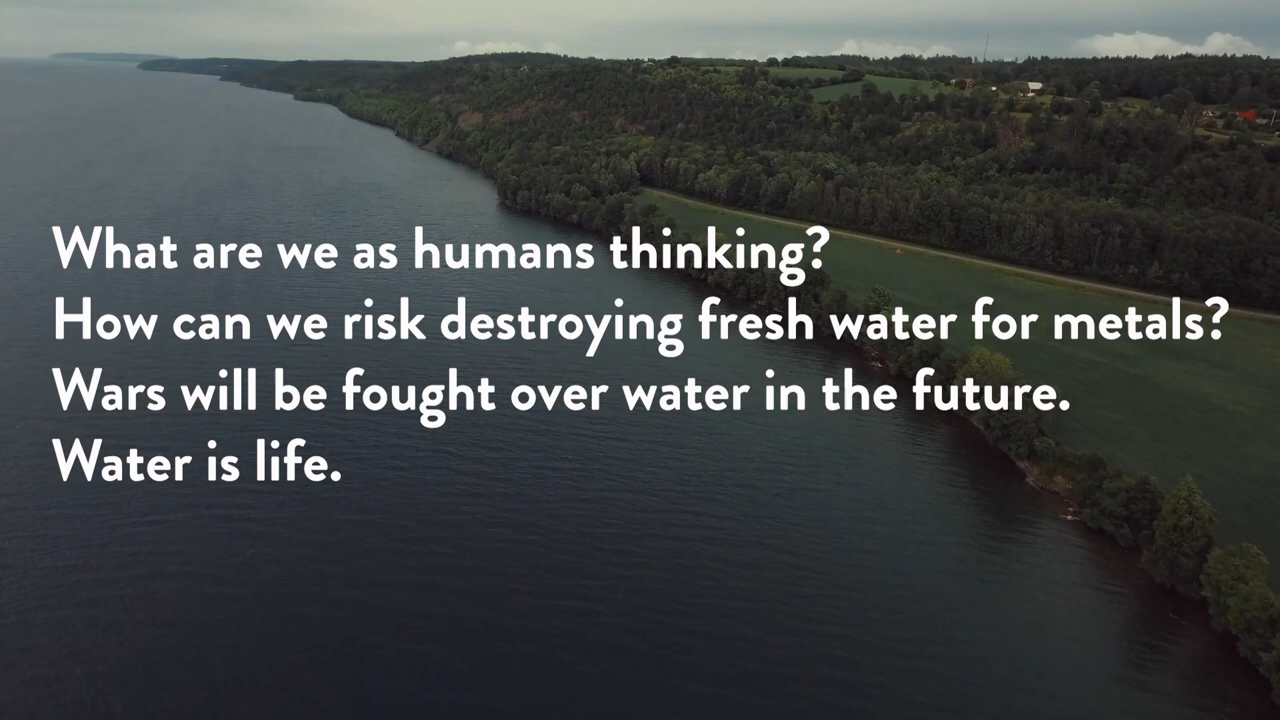 What are we as humans thinking?
How can we risk destroying fresh water for metals?
Wars will be fought over water in the future.
Water is life.